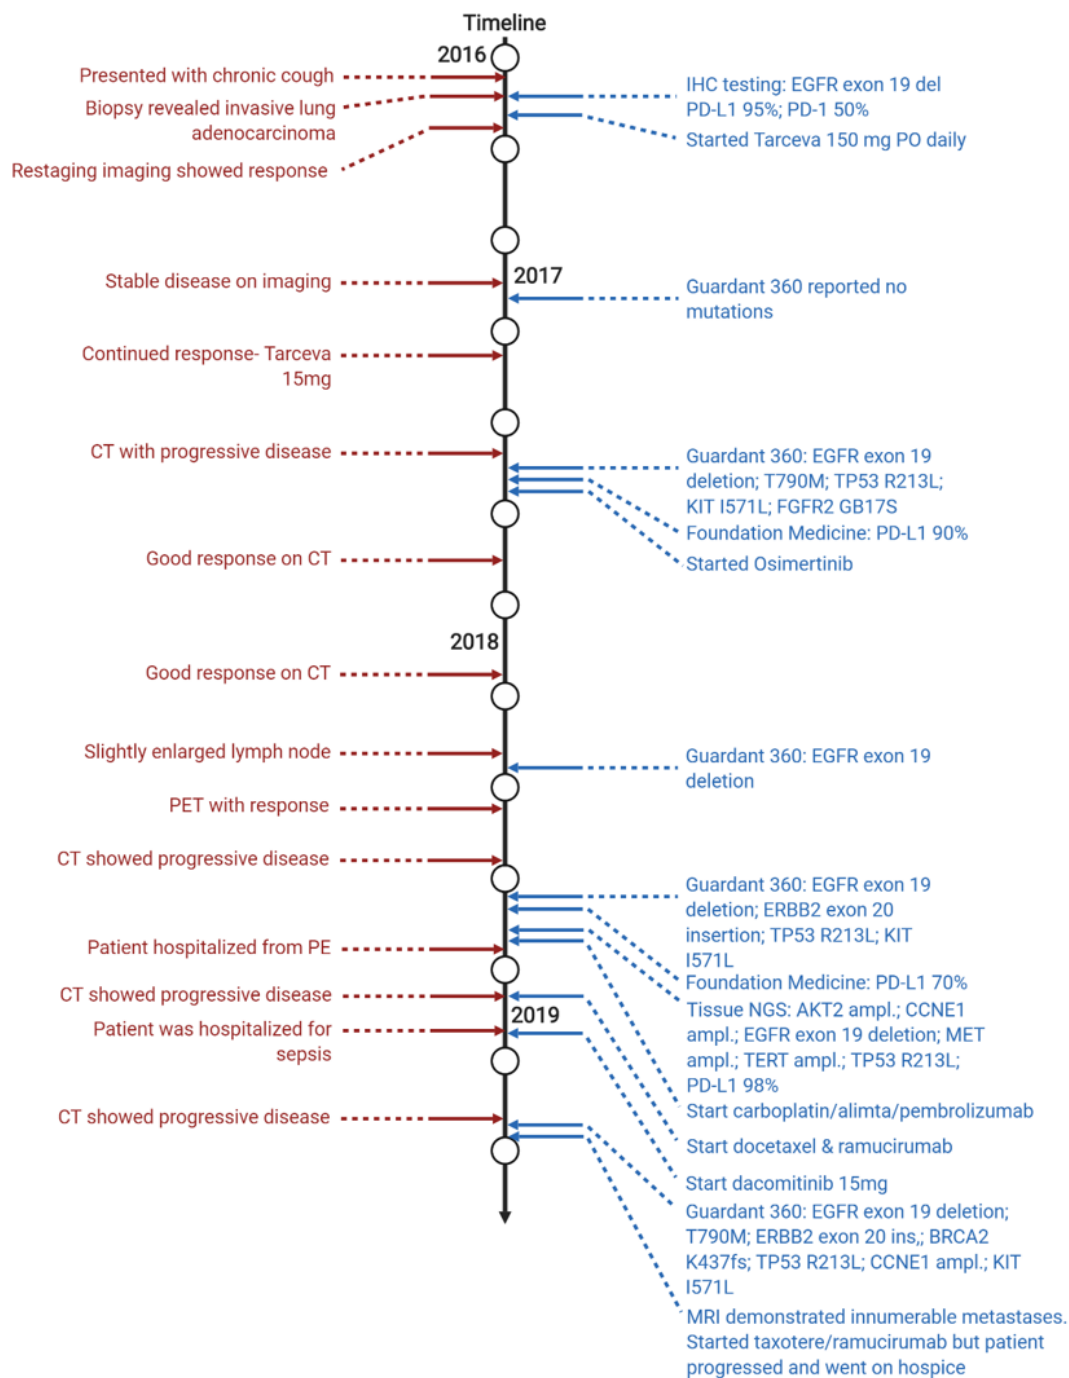 Timeline
2016
Presented with chronic cough
Biopsy revealed invasive lung
adenocarcinoma
Restaging imaging showed response
IHC testing: EGFR exon 19 del
PD-L1 95%; PD-1 50%
Started Tarceva 150 mg PO daily
Stable disease on imaging
2017
Guardant 360 reported no
mutations
Continued response- Tarceva
15mg
CT with progressive disease
Guardant 360: EGFR exon 19
deletion; T790M; TP53 R213L;
KIT I571L; FGFR2 GB17S
Foundation Medicine: PD-L1 90%
Started Osimertinib
Good response on CT
2018
Good response on CT
Slightly enlarged lymph node
Guardant 360: EGFR exon 19
deletion
PET with response
CT showed progressive disease
Guardant 360: EGFR exon 19
deletion; ERBB2 exon 20
insertion; TP53 R213L; KIT
I571L
Patient hospitalized from PE
Foundation Medicine: PD-L1 70%
CT showed progressive disease
2019
Patient was hospitalized for
sepsis
Tissue NGS: AKT2 ampl.; CCNE1
ampl.; EGFR exon 19 deletion; MET
ampl.; TERT ampl.; TP53 R213L;
PD-L1 98%
CT showed progressive disease
Start carboplatin/alimta/pembrolizumab
Start docetaxel & ramucirumab
Start dacomitinib 15mg
Guardant 360: EGFR exon 19 deletion;
T790M; ERBB2 exon 20 ins,; BRCA2
K437fs; TP53 R213L; CCNE1 ampl.; KIT
I571L
MRI demonstrated innumerable metastases.
Started taxotere/ramucirumab but patient
progressed and went on hospice